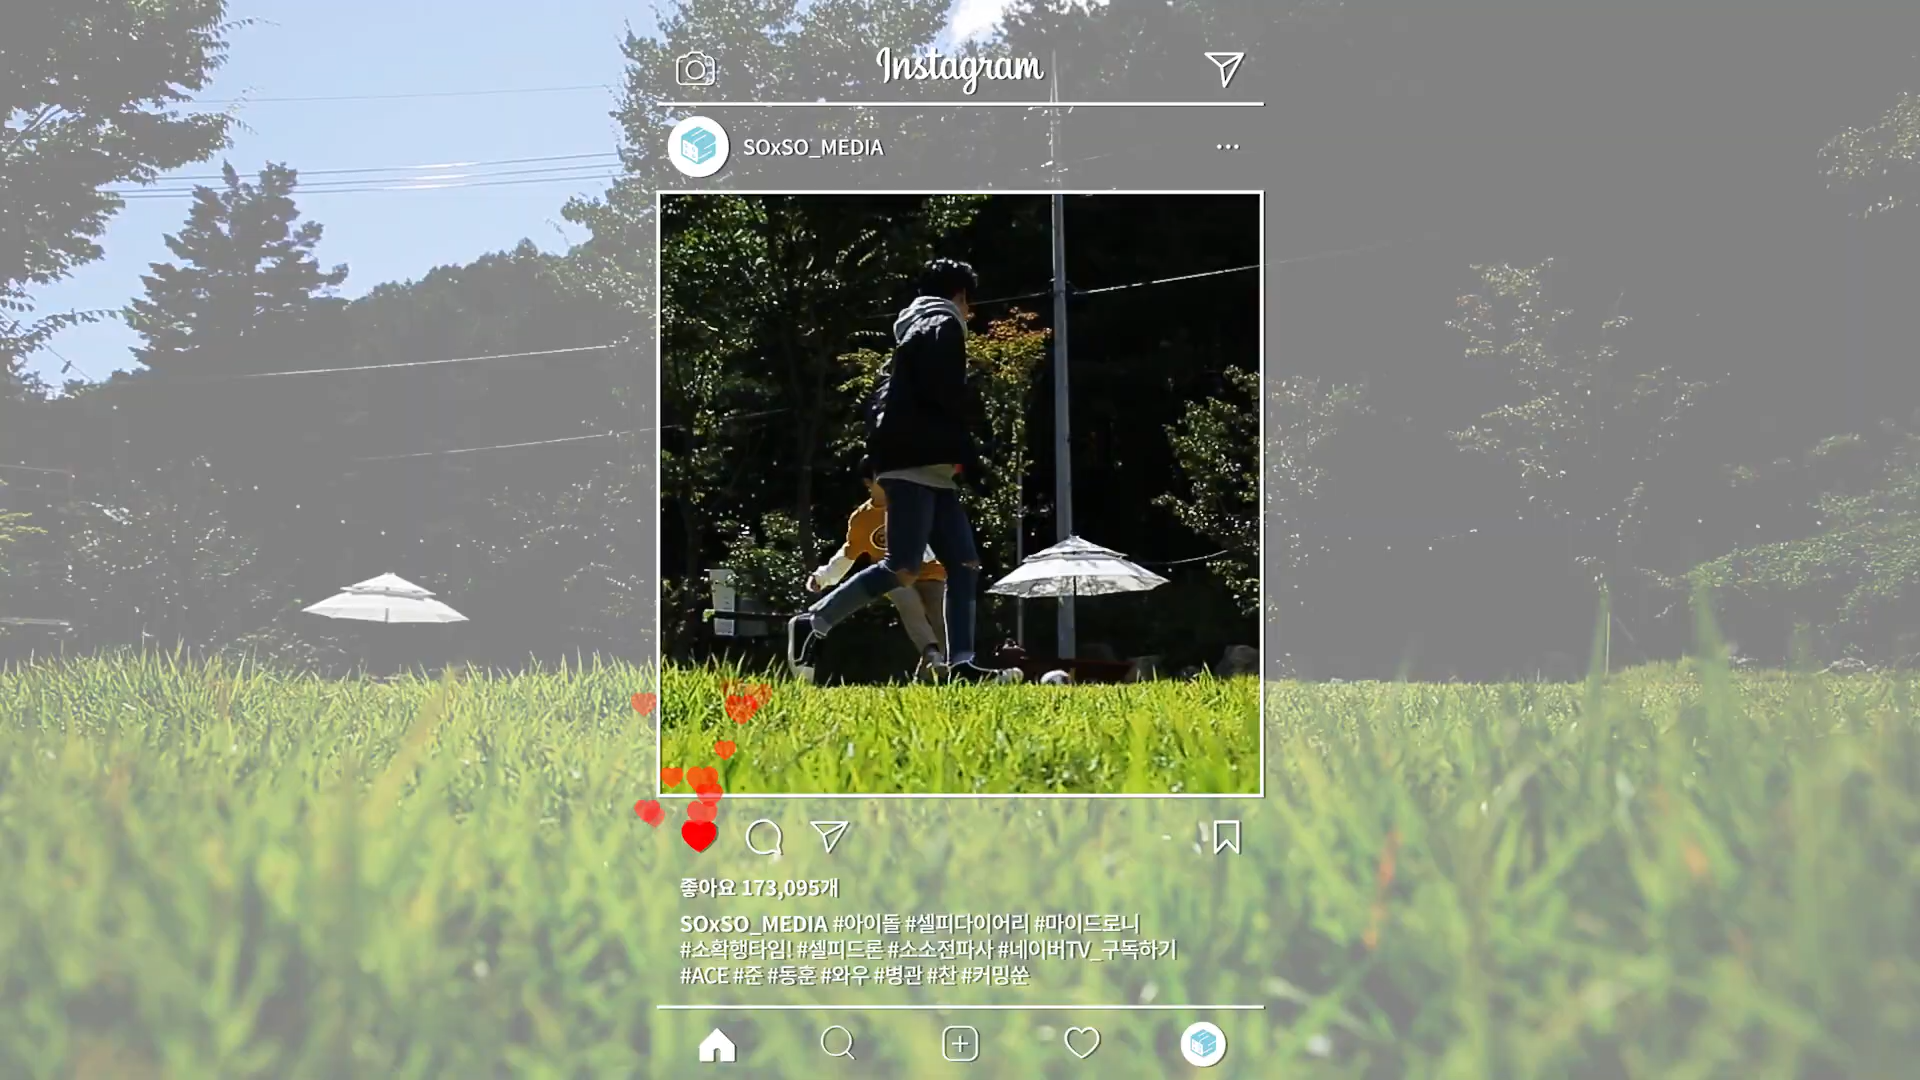 Instagram
SOxSO_MEDIA
좋아요 173,095개
SOxSO_MEDIA #아이돌 #셀피다이어리 #마이드로니
#소확행타임! #셀피드론 #소소전파사 #네이버TV_구독하기
#ACE #준 #동훈 #와우 #병관 #찬 #커밍쑨